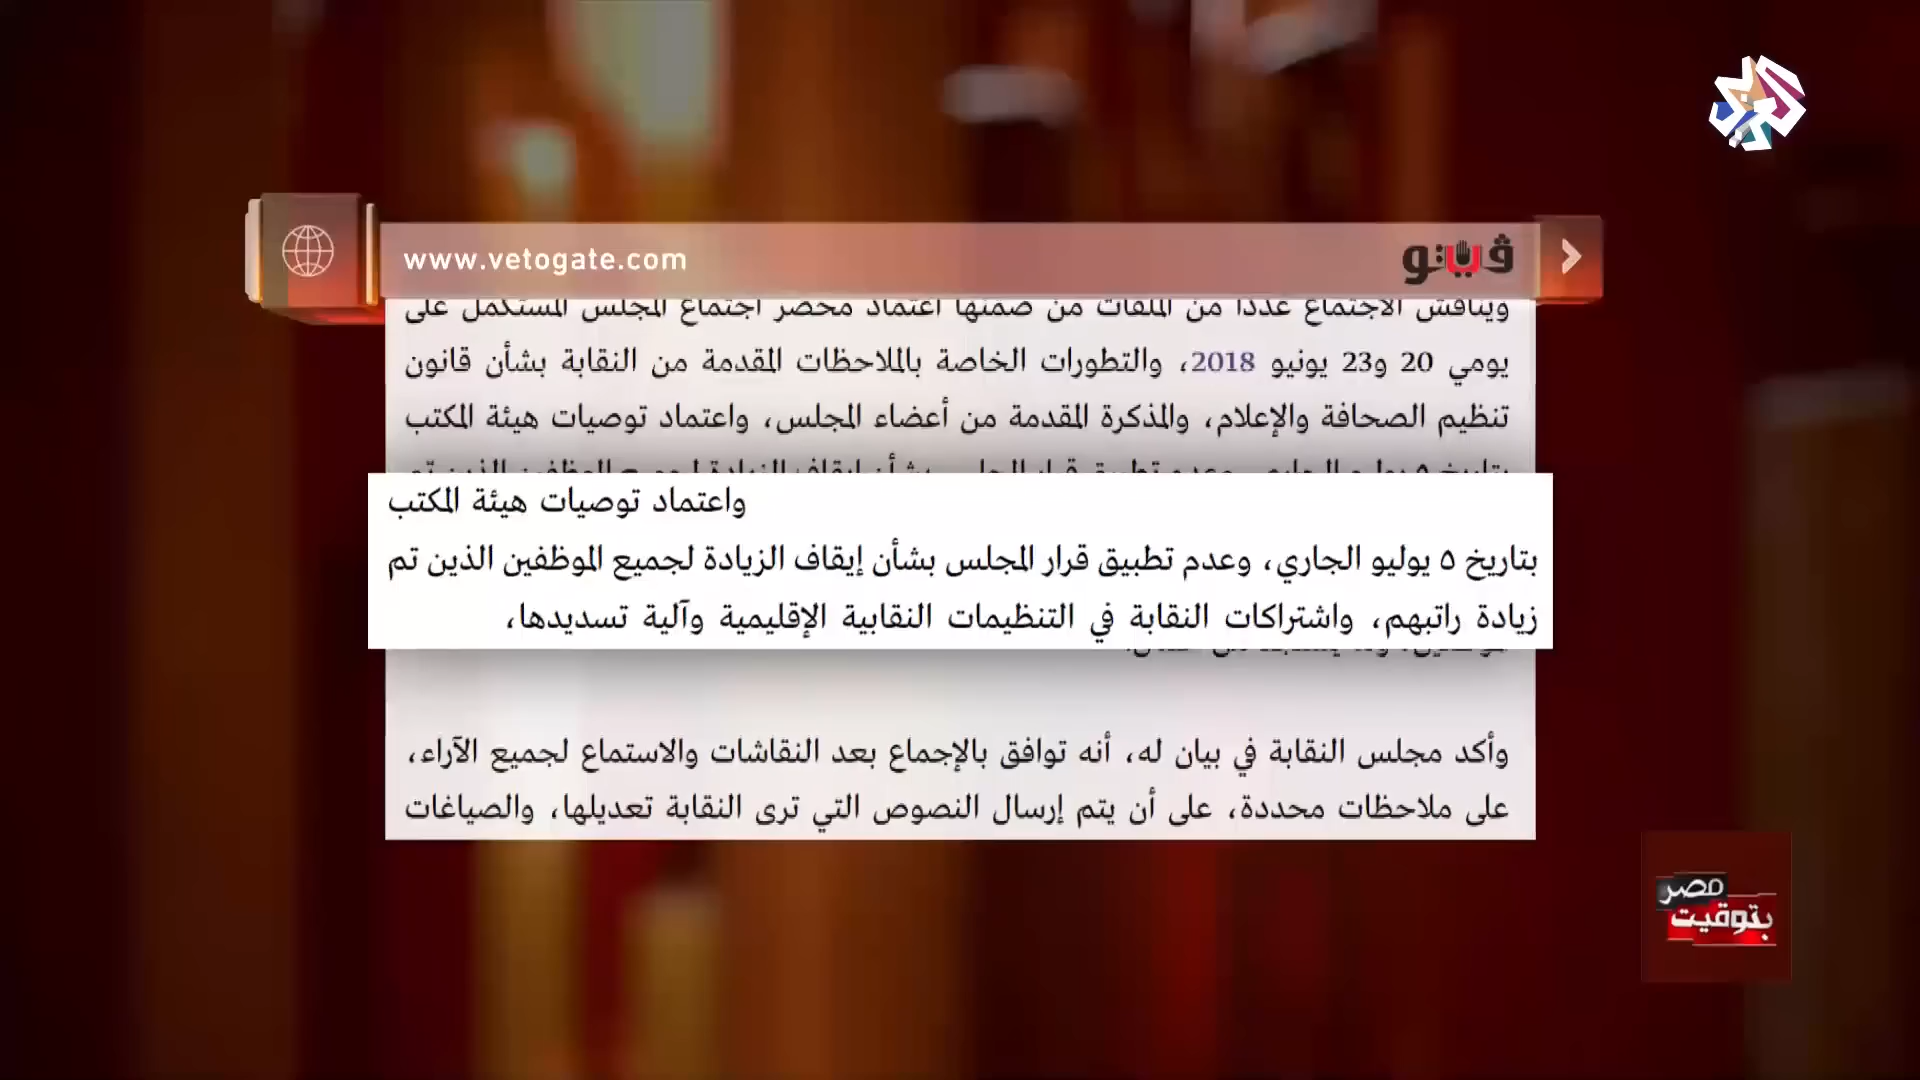 www.vetogate.com
ڤيتو
ويناقش الاجتماع عددًا من الملفات من ضمنها اعتماد محضر اجتماع المجلس المستكمل على
يومي 20 و23 يونيو 2018، والتطورات الخاصة بالملاحظات المقدمة من النقابة بشأن قانون
تنظيم الصحافة والإعلام، والمذكرة المقدمة من أعضاء المجلس، واعتماد توصيات هيئة المكتب
واعتماد توصيات هيئة المكتب
بتاريخ ٥ يوليو الجاري، وعدم تطبيق قرار المجلس بشأن إيقاف الزيادة لجميع الموظفين الذين تم
زيادة راتبهم، واشتراكات النقابة في التنظيمات النقابية الإقليمية وآلية تسديدها،
وأكد مجلس النقابة في بيان له، أنه توافق بالإجماع بعد النقاشات والاستماع لجميع الآراء،
على ملاحظات محددة، على أن يتم إرسال النصوص التي ترى النقابة تعديلها، والصياغات
مصر
بتوقيت